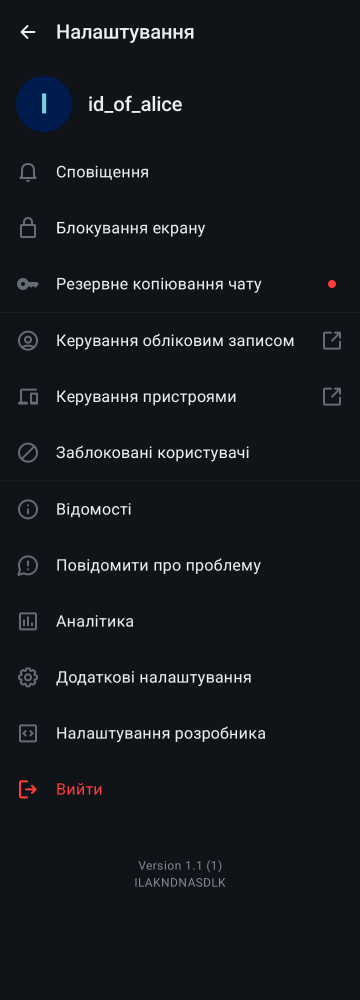 Налаштування
I
id_of_alice
Сповіщення
Блокування екрану
Резервне копіювання чату
Керування обліковим записом
Керування пристроями
Заблоковані користувачі
Відомості
Повідомити про проблему
Аналітика
Додаткові налаштування
Налаштування розробника
Вийти
Version 1.1 (1)
ILAKNDNASDLK